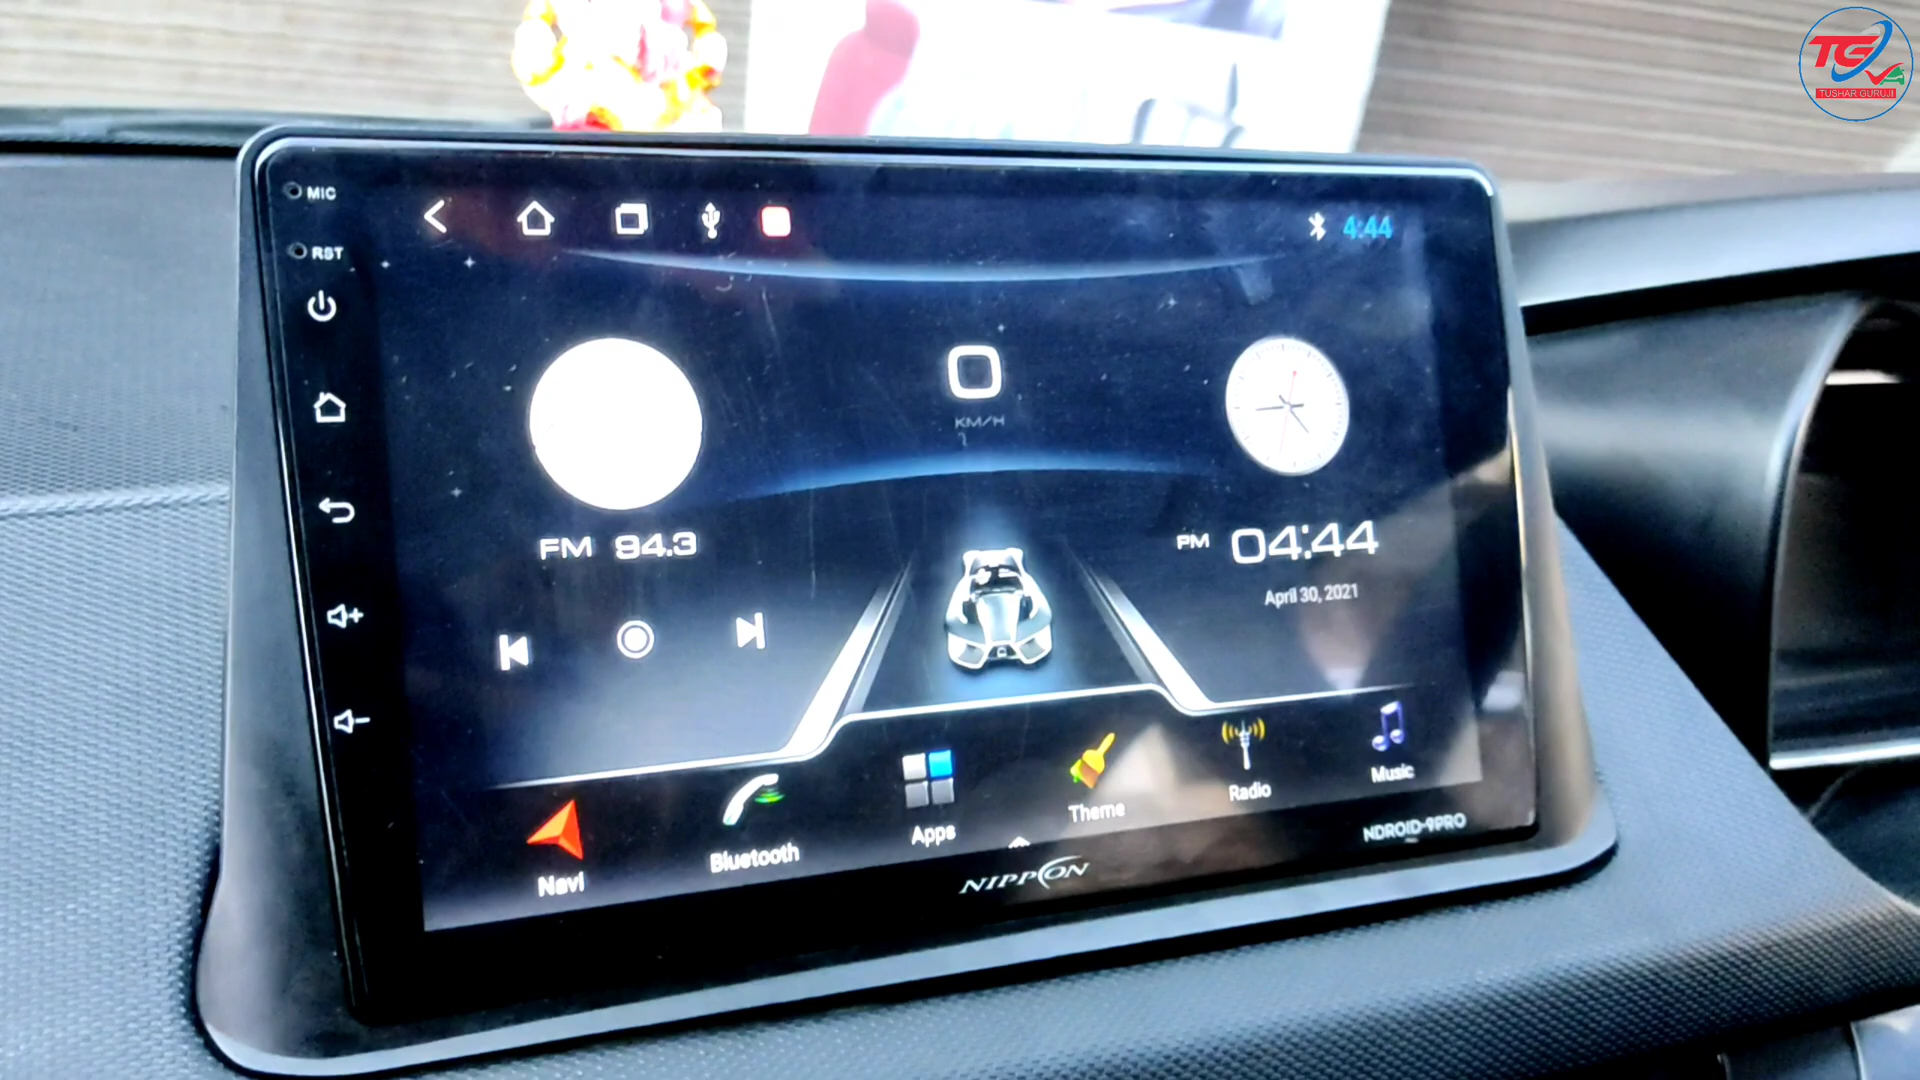 TG
TUSHAR GURUJI
MIC
RST
4:44
0
KM/H
FM 94.3
PM 04:44
April 30, 2021
Navi
Bluetooth
Apps
Theme
Radio
Music
NIPPON
NDROID-9PRO